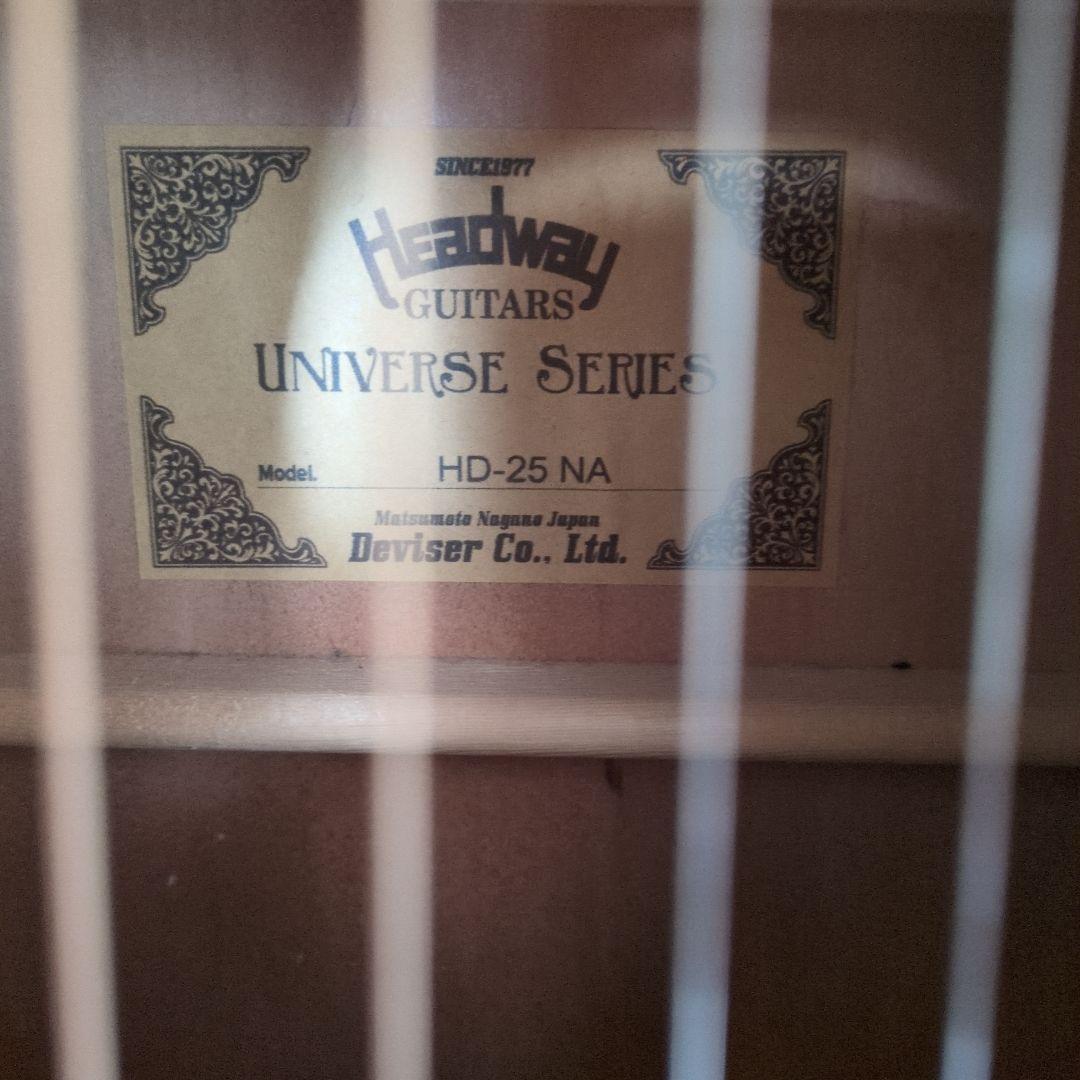 SINCE1977
Headway
GUITARS
UNIVERSE SERIES
Model. HD-25 NA
Matsumoto Nagano Japan
Deviser Co., Ltd.